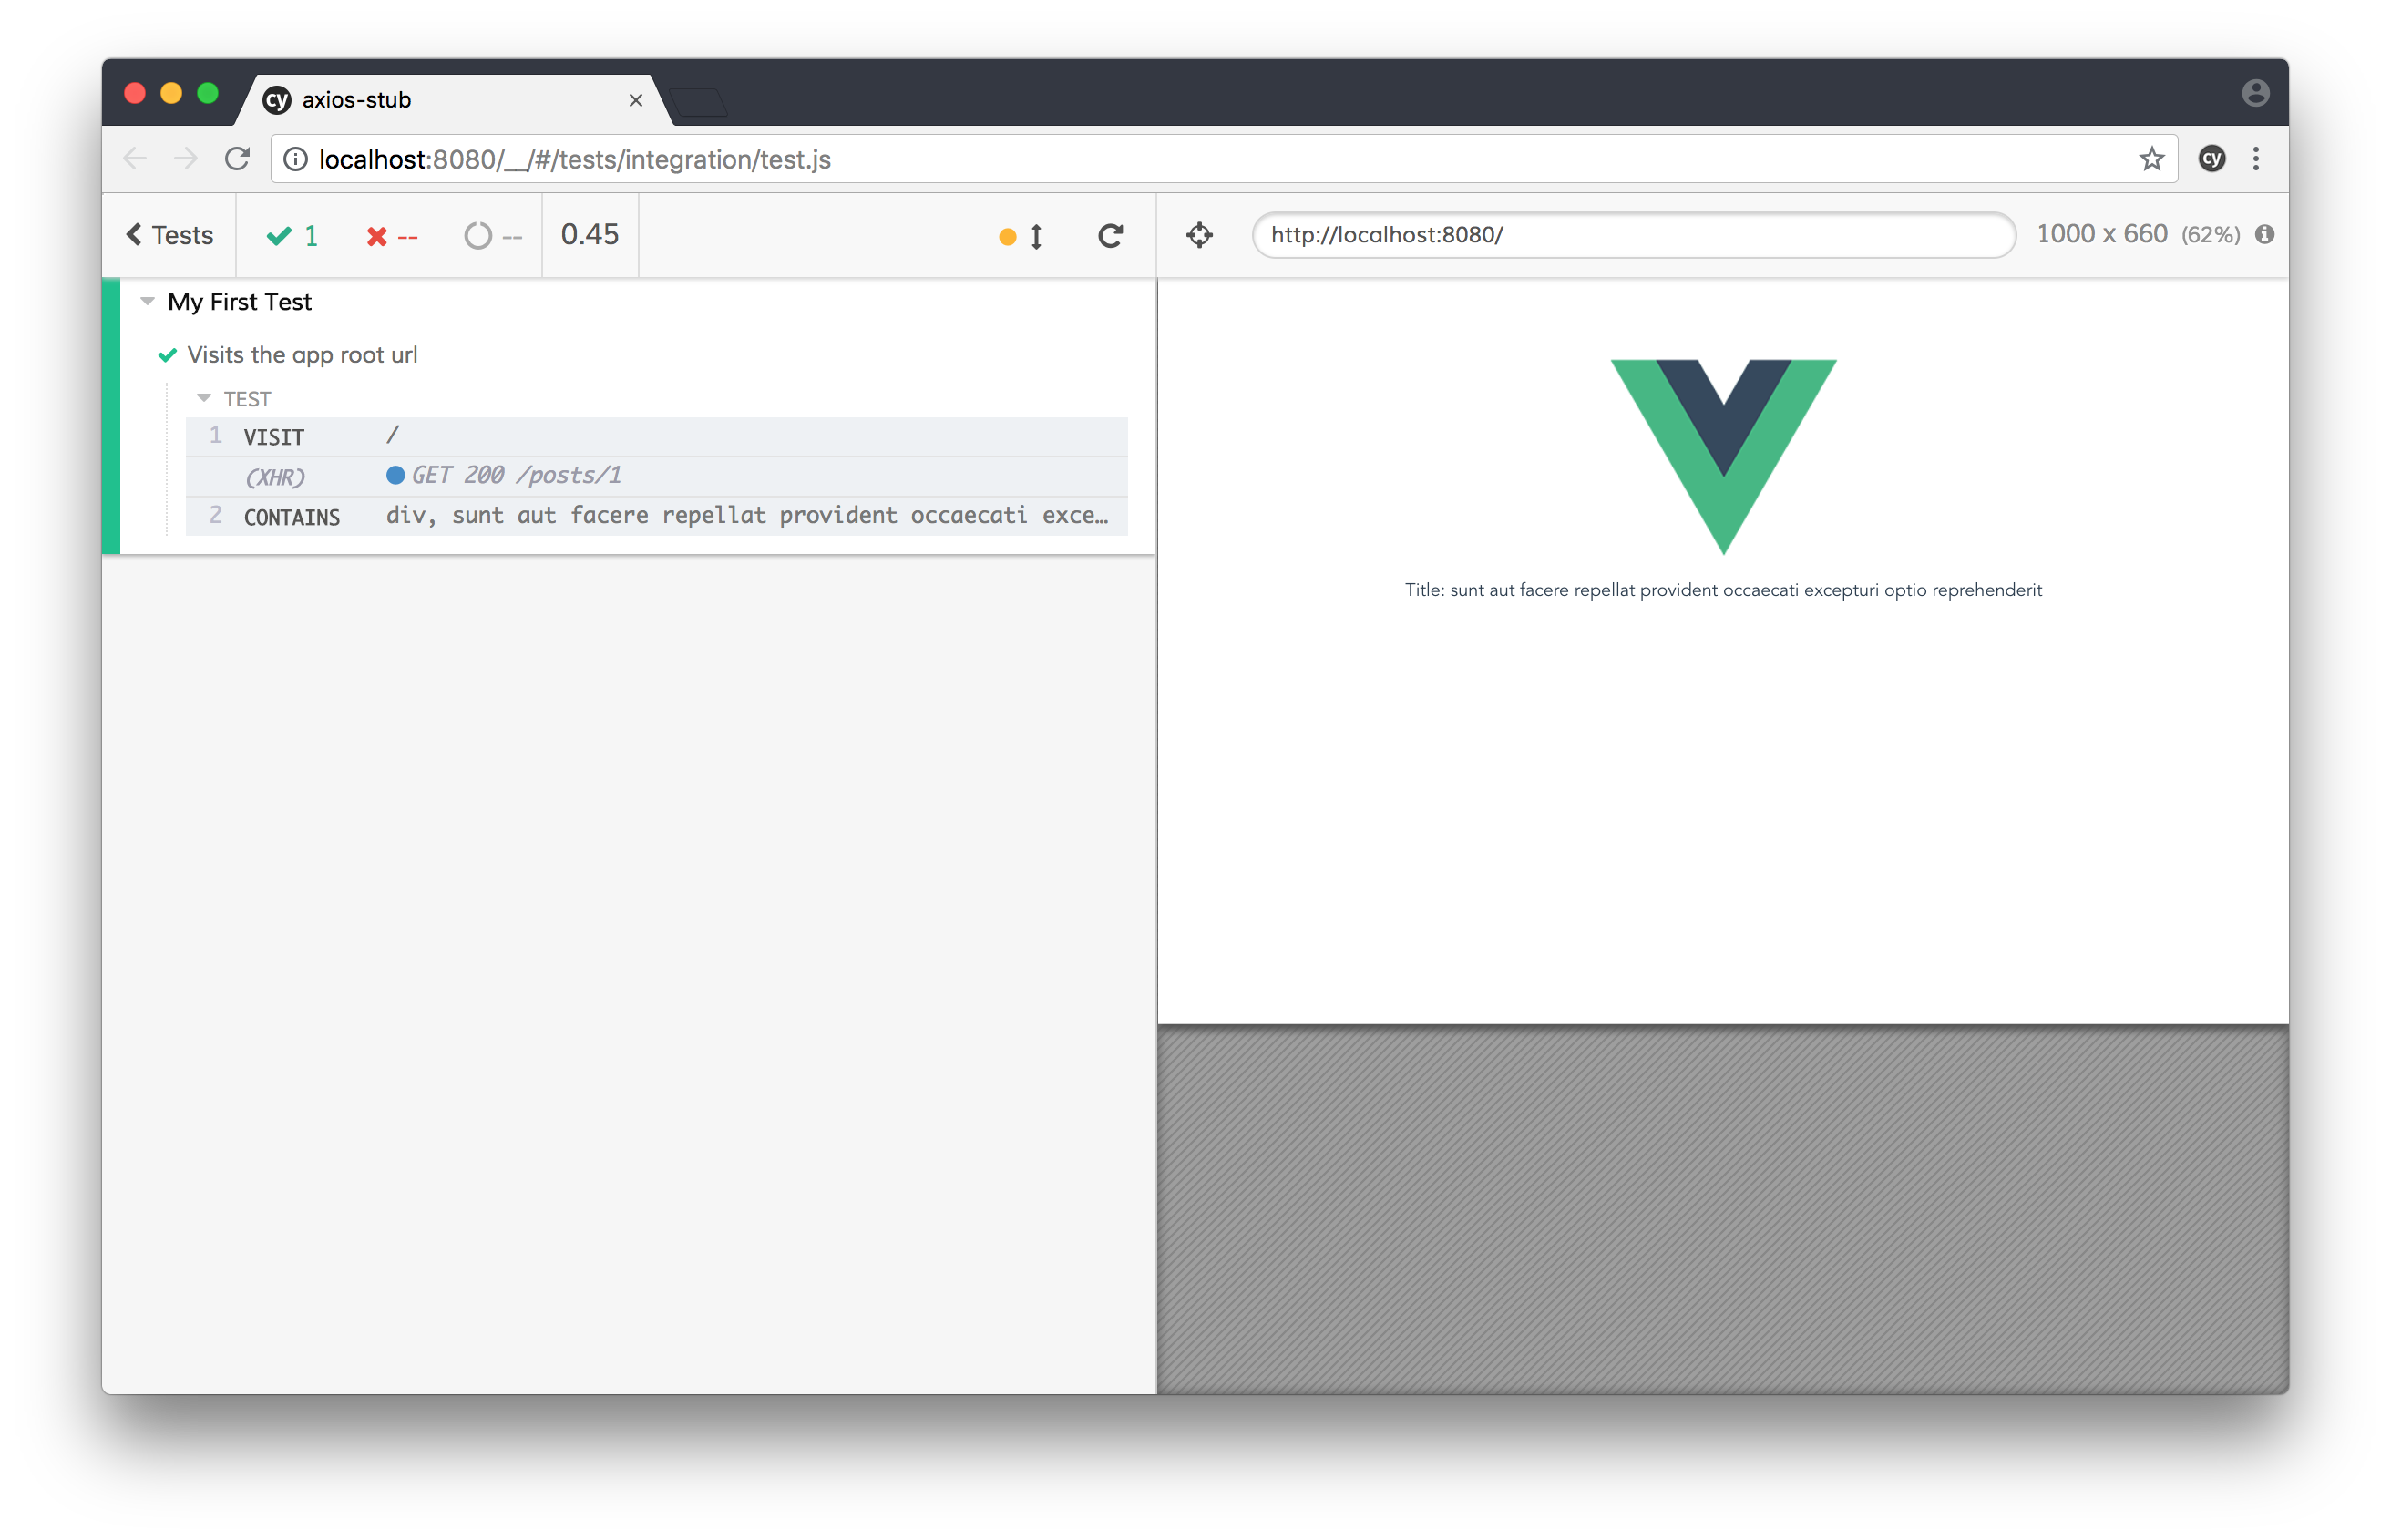 cy axios-stub
localhost:8080/__/#/tests/integration/test.js
cy
Tests 1 -- -- 0.45
http://localhost:8080/
1000 x 660 (62%)
My First Test
Visits the app root url
TEST
1 VISIT /
(XHR) GET 200 /posts/1
2 CONTAINS div, sunt aut facere repellat provident occaecati exce…
Title: sunt aut facere repellat provident occaecati excepturi optio reprehenderit